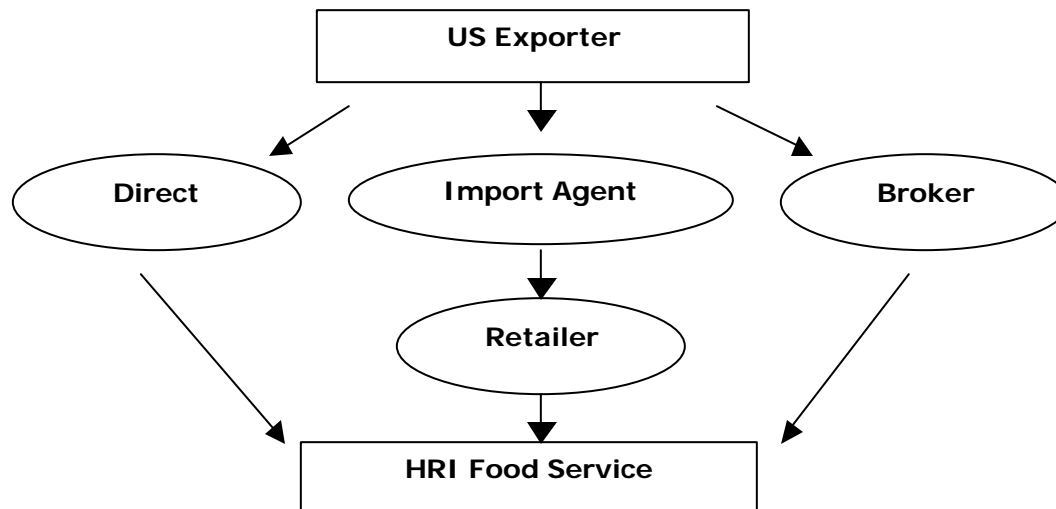 US Exporter
Direct
Import Agent
Broker
Retailer
HRI Food Service